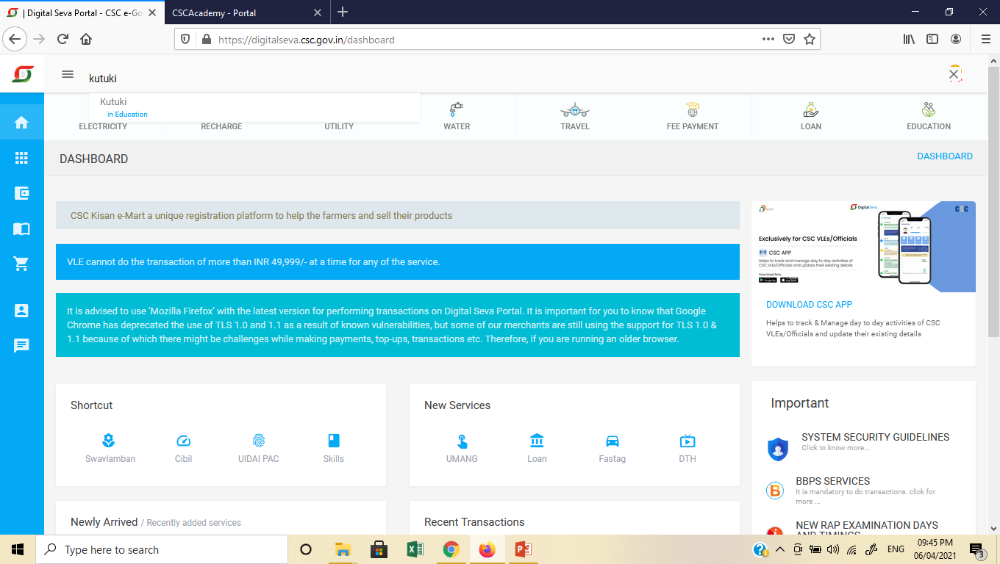 | Digital Seva Portal - CSC e-Go
CSCAcademy - Portal
https://digitalseva.csc.gov.in/dashboard
kutuki
Kutuki
in Education
ELECTRICITY
RECHARGE
UTILITY
WATER
TRAVEL
FEE PAYMENT
LOAN
EDUCATION
DASHBOARD
DASHBOARD
CSC Kisan e-Mart a unique registration platform to help the farmers and sell their products
VLE cannot do the transaction of more than INR 49,999/- at a time for any of the service.
It is advised to use ‘Mozilla Firefox’ with the latest version for performing transactions on Digital Seva Portal. It is important for you to know that Google
Chrome has deprecated the use of TLS 1.0 and 1.1 as a result of known vulnerabilities, but some of our merchants are still using the support for TLS 1.0 &
1.1 because of which there might be challenges while making payments, top-ups, transactions etc. Therefore, if you are running an older browser.
Digital Seva
CSC
Exclusively for CSC VLEs/Officials
CSC APP
Helps to track and manage day to day activities of
CSC VLEs/Officials and update their existing details
Download Now
DOWNLOAD CSC APP
Helps to track & Manage day to day activities of CSC
VLEs/Officials and update their existing details
Shortcut
Swavlamban
Cibil
UIDAI PAC
Skills
New Services
UMANG
Loan
Fastag
DTH
Important
SYSTEM SECURITY GUIDELINES
Click to know more...
BBPS SERVICES
It is mandatory to do transactions. click for
more ...
NEW RAP EXAMINATION DAYS
AND TIMINGS
Newly Arrived / Recently added services
Recent Transactions
Type here to search
ENG
09:45 PM
06/04/2021
3